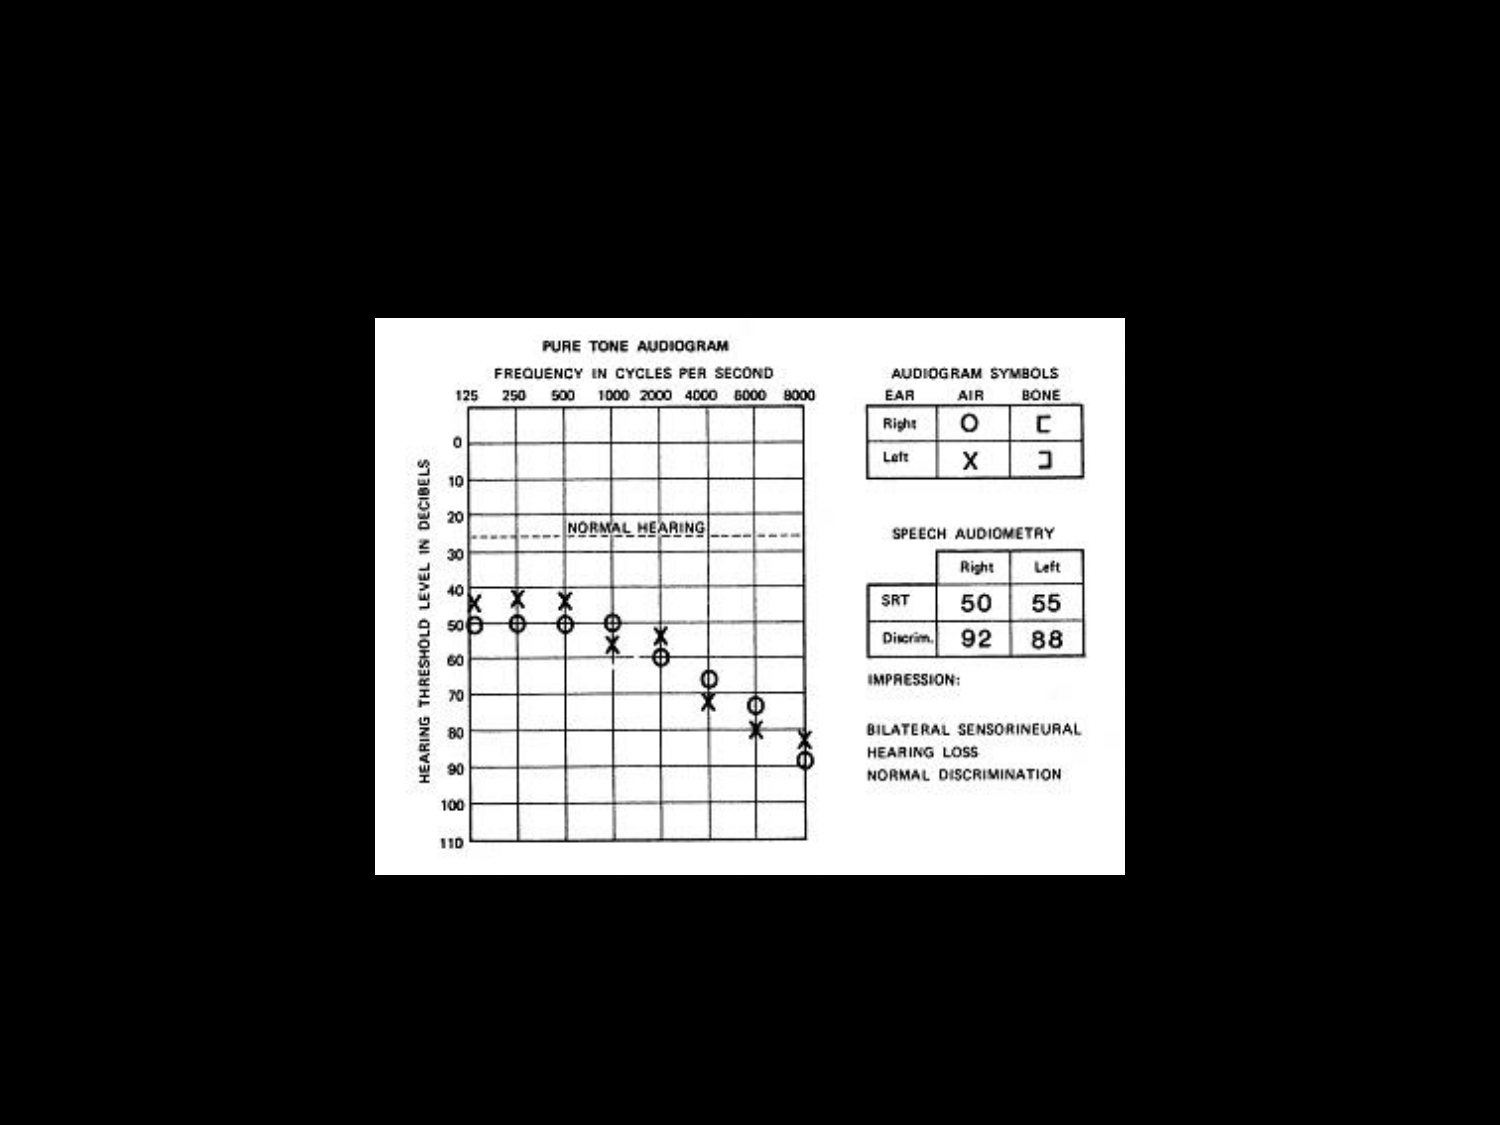 PURE TONE AUDIOGRAM
FREQUENCY IN CYCLES PER SECOND
125 250 500 1000 2000 4000 6000 8000
HEARING THRESHOLD LEVEL IN DECIBELS
0
10
20
NORMAL HEARING
30
40
50
60
70
80
90
100
110
AUDIOGRAM SYMBOLS
EAR AIR BONE
Right O ⊏
Left X ⊐
SPEECH AUDIOMETRY
Right Left
SRT 50 55
Discrim. 92 88
IMPRESSION:
BILATERAL SENSORINEURAL
HEARING LOSS
NORMAL DISCRIMINATION